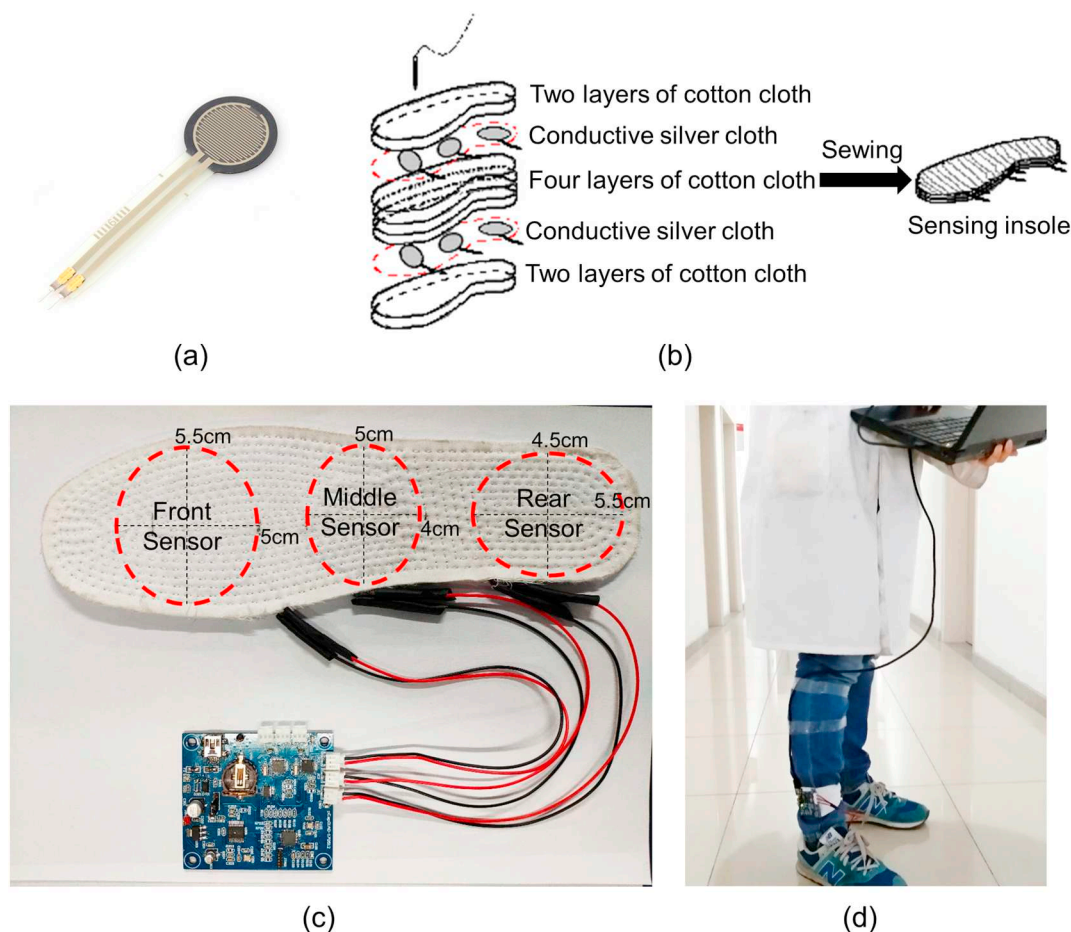 Two layers of cotton cloth
Conductive silver cloth
Four layers of cotton cloth
Sewing
Conductive silver cloth
Sensing insole
Two layers of cotton cloth
(a)
(b)
5.5cm
5cm
4.5cm
Front
Sensor
5cm
Middle
Sensor
4cm
Rear
Sensor
5.5cm
N
(c)
(d)